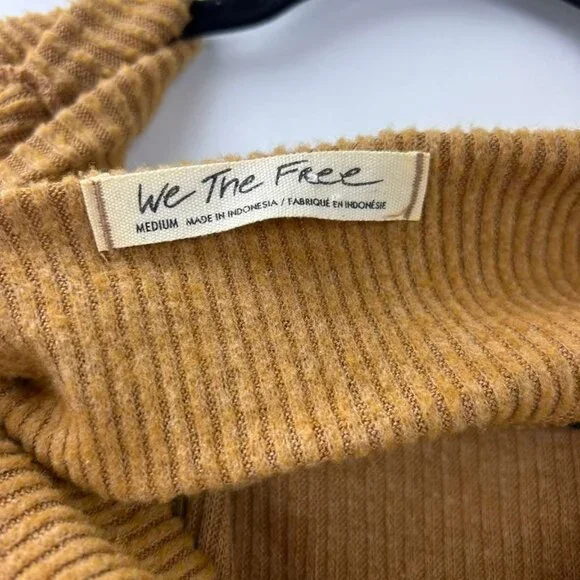 We The Free
MEDIUM MADE IN INDONESIA / FABRIQUÉ EN INDONÉSIE